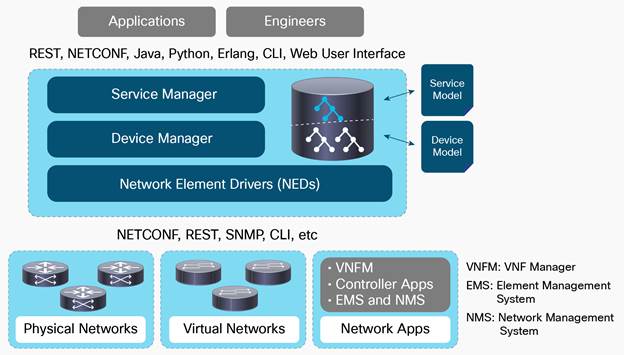 Applications
Engineers
REST, NETCONF, Java, Python, Erlang, CLI, Web User Interface
Service Manager
Device Manager
Network Element Drivers (NEDs)
Service
Model
Device
Model
NETCONF, REST, SNMP, CLI, etc
Physical Networks
Virtual Networks
• VNFM
• Controller Apps
• EMS and NMS
Network Apps
VNFM: VNF Manager
EMS: Element Management
System
NMS: Network Management
System